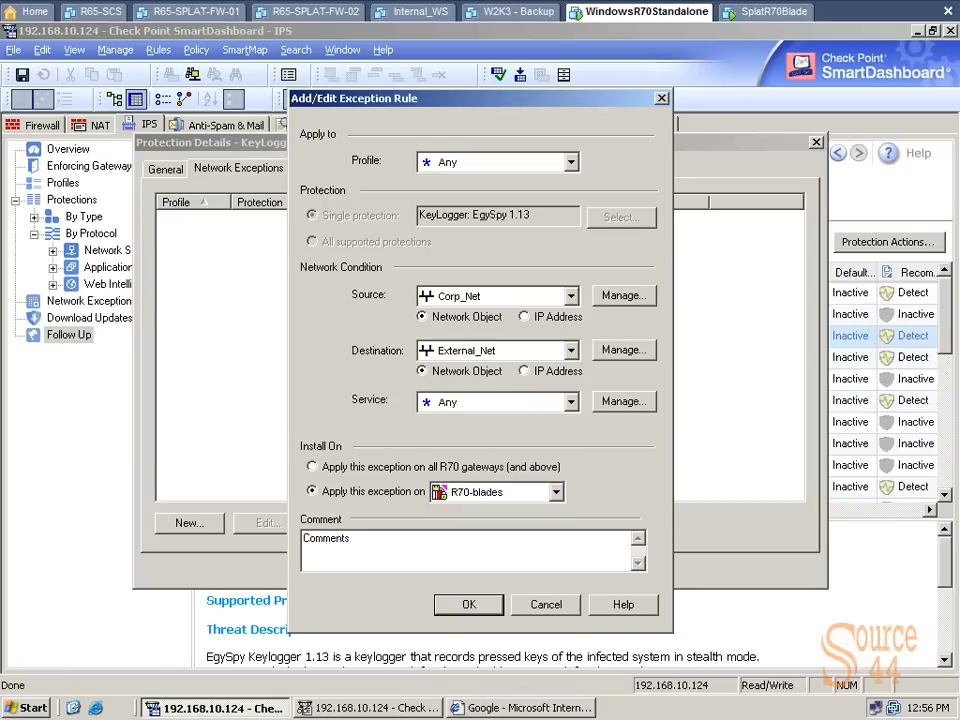 Home R65-SCS R65-SPLAT-FW-01 R65-SPLAT-FW-02 Internal_WS W2K3 - Backup WindowsR70Standalone SplatR70Blade
192.168.10.124 - Check Point SmartDashboard - IPS
File Edit View Manage Rules Policy SmartMap Search Window Help
Check Point
SmartDashboard
Firewall NAT IPS Anti-Spam & Mail
Overview
Enforcing Gateway
Profiles
Protections
By Type
By Protocol
Network S
Application
Web Intelli
Network Exception
Download Updates
Follow Up
Protection Details - KeyLogg
General Network Exceptions
Profile Protection
New... Edit...
Add/Edit Exception Rule
Apply to
Profile: * Any
Protection
Single protection: KeyLogger: EgySpy 1.13 Select...
All supported protections
Network Condition
Source: Corp_Net Manage...
Network Object IP Address
Destination: External_Net Manage...
Network Object IP Address
Service: * Any Manage...
Install On
Apply this exception on all R70 gateways (and above)
Apply this exception on R70-blades
Comment
Comments
OK Cancel Help
Help
Protection Actions...
Default... Recom...
Inactive Detect
Inactive Inactive
Inactive Detect
Inactive Detect
Inactive Inactive
Inactive Detect
Inactive Inactive
Inactive Inactive
Inactive Inactive
Inactive Detect
Supported Pr
Threat Descri
EgySpy Keylogger 1.13 is a keylogger that records pressed keys of the infected system in stealth mode.
Source
44
Done 192.168.10.124 Read/Write NUM
Start 192.168.10.124 - Che... 192.168.10.124 - Check ... Google - Microsoft Intern... 12:56 PM